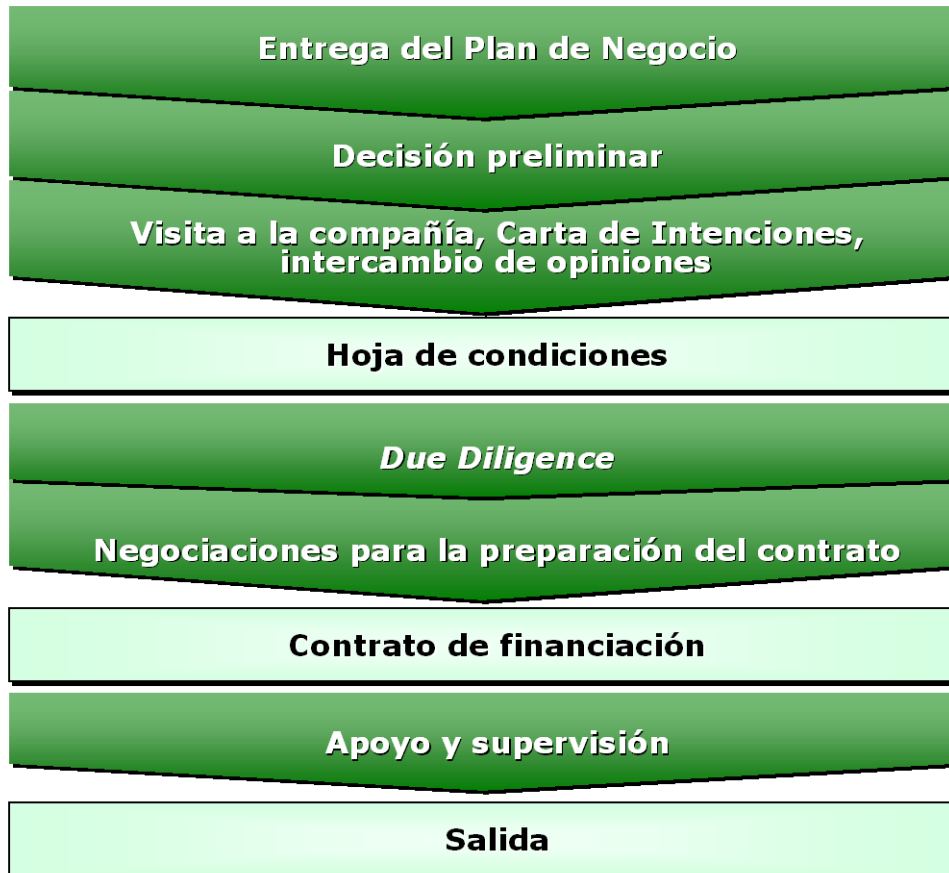 Entrega del Plan de Negocio
Decisión preliminar
Visita a la compañía, Carta de Intenciones,
intercambio de opiniones
Hoja de condiciones
Due Diligence
Negociaciones para la preparación del contrato
Contrato de financiación
Apoyo y supervisión
Salida